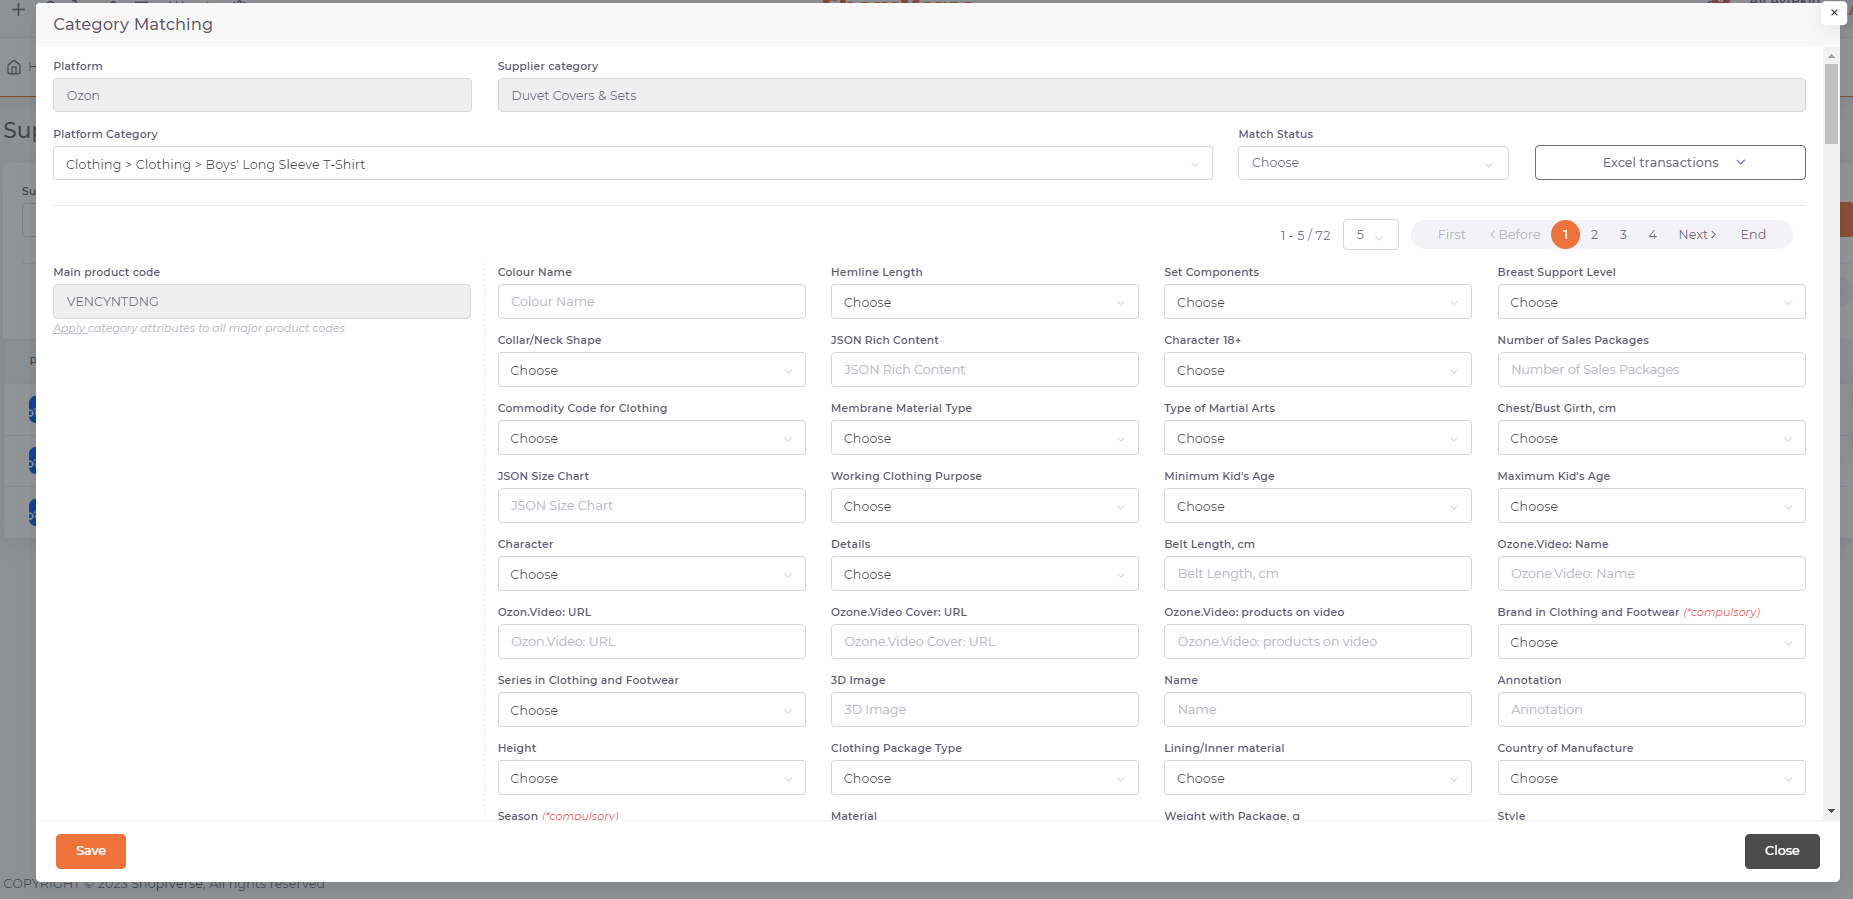 Category Matching
×
Platform
Supplier category
Ozon
Duvet Covers & Sets
Platform Category
Match Status
Clothing > Clothing > Boys' Long Sleeve T-Shirt
Choose
Excel transactions
1 - 5 / 72
5
First
< Before
1
2
3
4
Next >
End
Main product code
Colour Name
Hemline Length
Set Components
Breast Support Level
VENCYNTDNG
Colour Name
Choose
Choose
Choose
Apply category attributes to all major product codes
Collar/Neck Shape
JSON Rich Content
Character 18+
Number of Sales Packages
Choose
JSON Rich Content
Choose
Number of Sales Packages
Commodity Code for Clothing
Membrane Material Type
Type of Martial Arts
Chest/Bust Girth, cm
Choose
Choose
Choose
Choose
JSON Size Chart
Working Clothing Purpose
Minimum Kid's Age
Maximum Kid's Age
JSON Size Chart
Choose
Choose
Choose
Character
Details
Belt Length, cm
Ozone.Video: Name
Choose
Choose
Belt Length, cm
Ozone.Video: Name
Ozon.Video: URL
Ozone.Video Cover: URL
Ozone.Video: products on video
Brand in Clothing and Footwear (*compulsory)
Ozon.Video: URL
Ozone.Video Cover: URL
Ozone.Video: products on video
Choose
Series in Clothing and Footwear
3D Image
Name
Annotation
Choose
3D Image
Name
Annotation
Height
Clothing Package Type
Lining/Inner material
Country of Manufacture
Choose
Choose
Choose
Choose
Season (*compulsory)
Material
Weight with Package, g
Style
Save
Close
COPYRIGHT © 2023 ShopiVerse, All rights reserved